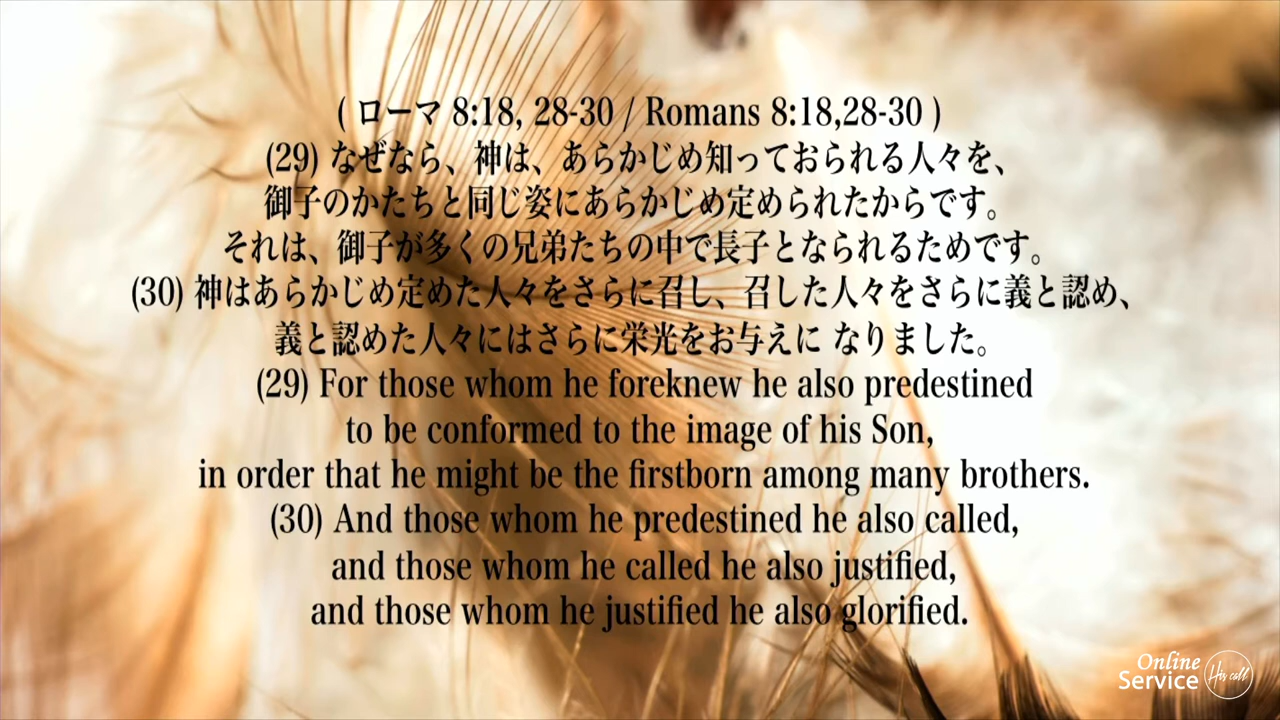 ( ローマ 8:18, 28-30 / Romans 8:18,28-30 )
(29) なぜなら、神は、あらかじめ知っておられる人々を、
御子のかたちと同じ姿にあらかじめ定められたからです。
それは、御子が多くの兄弟たちの中で長子となられるためです。
(30) 神はあらかじめ定めた人々をさらに召し、召した人々をさらに義と認め、
義と認めた人々にはさらに栄光をお与えに なりました。
(29) For those whom he foreknew he also predestined
to be conformed to the image of his Son,
in order that he might be the firstborn among many brothers.
(30) And those whom he predestined he also called,
and those whom he called he also justified,
and those whom he justified he also glorified.
Online
Service
His call